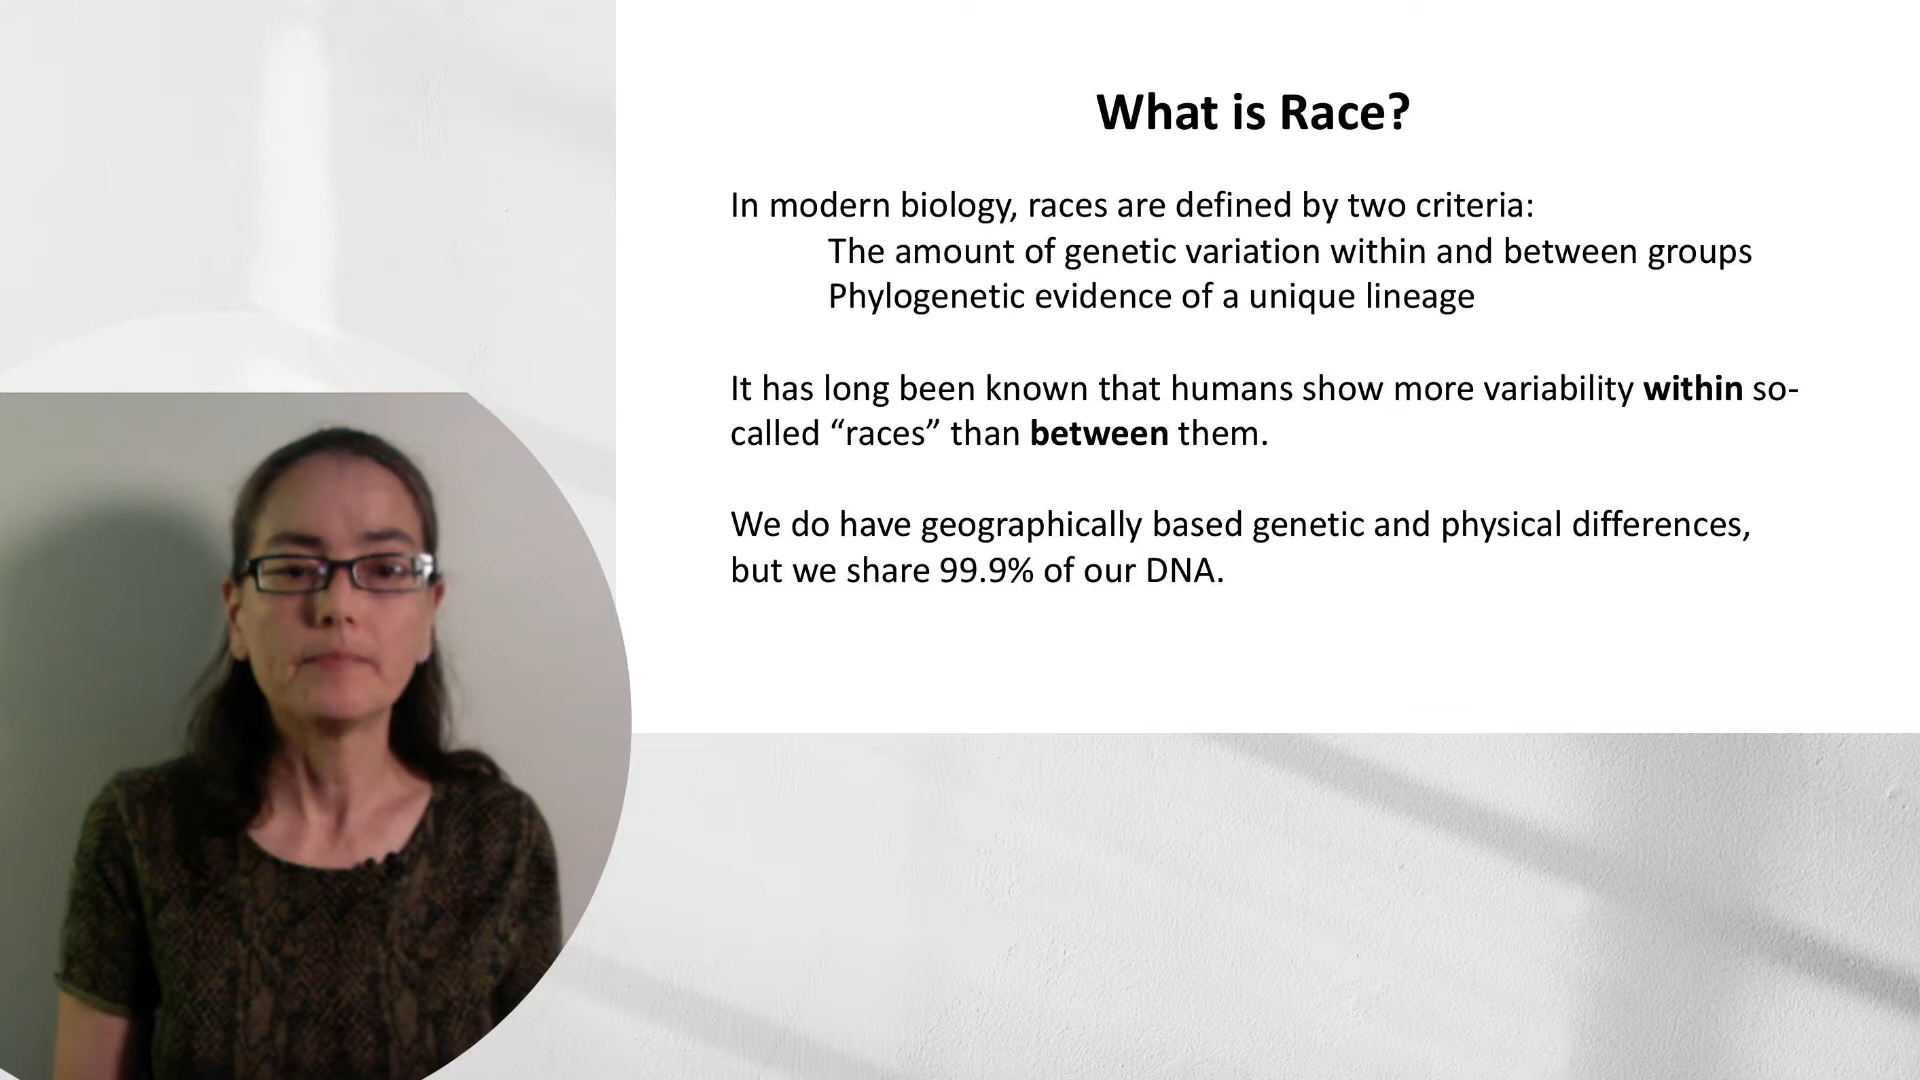 What is Race?
In modern biology, races are defined by two criteria:
The amount of genetic variation within and between groups
Phylogenetic evidence of a unique lineage
It has long been known that humans show more variability within so-
called “races” than between them.
We do have geographically based genetic and physical differences,
but we share 99.9% of our DNA.